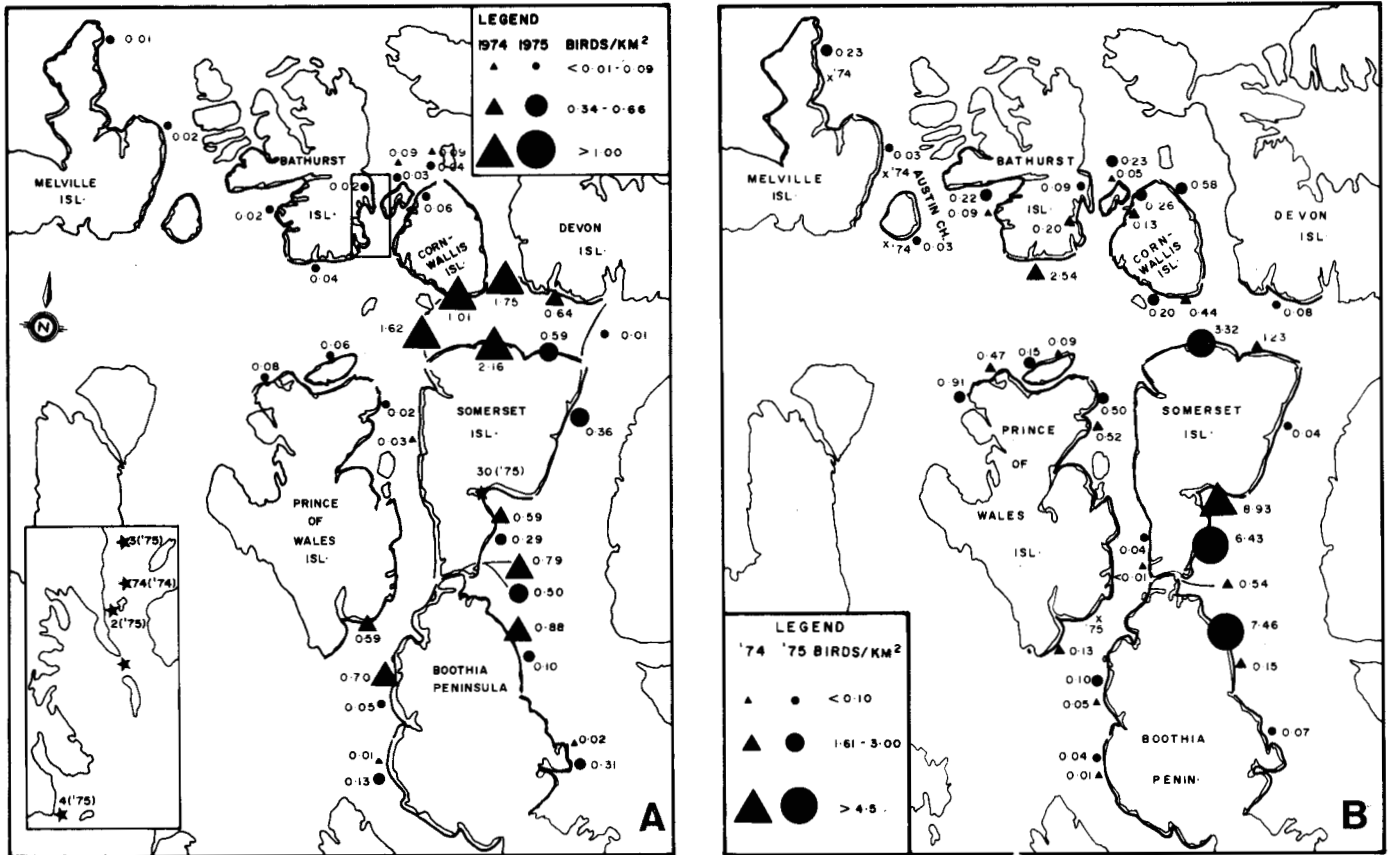 LEGEND
1974 1975 BIRDS/KM²
<0·01-0·09
0·34-0·66
>1·00
0·01
0·02
MELVILLE
ISL·
BATHURST
ISL·
0·02
0·02
0·04
0·09
0·09
0·04
0·03
0·06
CORN-
WALLIS
ISL·
DEVON
ISL·
1·01
1·75
0·64
1·62
2·16
0·59
0·01
N
0·06
0·08
0·02
0·03
SOMERSET
ISL·
0·36
30('75)
0·59
0·29
0·79
0·50
0·88
0·10
PRINCE
OF
WALES
ISL·
0·59
0·70
0·05
BOOTHIA
PENINSULA
0·01
0·13
0·02
0·31
3('75)
74('74)
2('75)
4('75)
A
0·23
x'74
0·03
x'74
MELVILLE
ISL·
AUSTIN CH.
x'74
0·03
BATHURST
ISL·
0·22
0·09
0·09
0·20
2·54
0·23
0·05
0·58
0·26
0·13
CORN-
WALLIS
ISL·
DEVON
ISL·
0·20
0·44
0·08
3·32
1·23
0·47
0·15
0·09
0·91
0·50
0·52
PRINCE
OF
WALES
ISL·
SOMERSET
ISL·
0·04
8·93
6·43
0·04
<0·01
0·54
x
'75
0·13
7·46
0·15
0·10
0·05
0·04
0·01
0·07
BOOTHIA
PENIN·
LEGEND
'74 '75 BIRDS/KM²
<0·10
1·61-3·00
>4·5
B